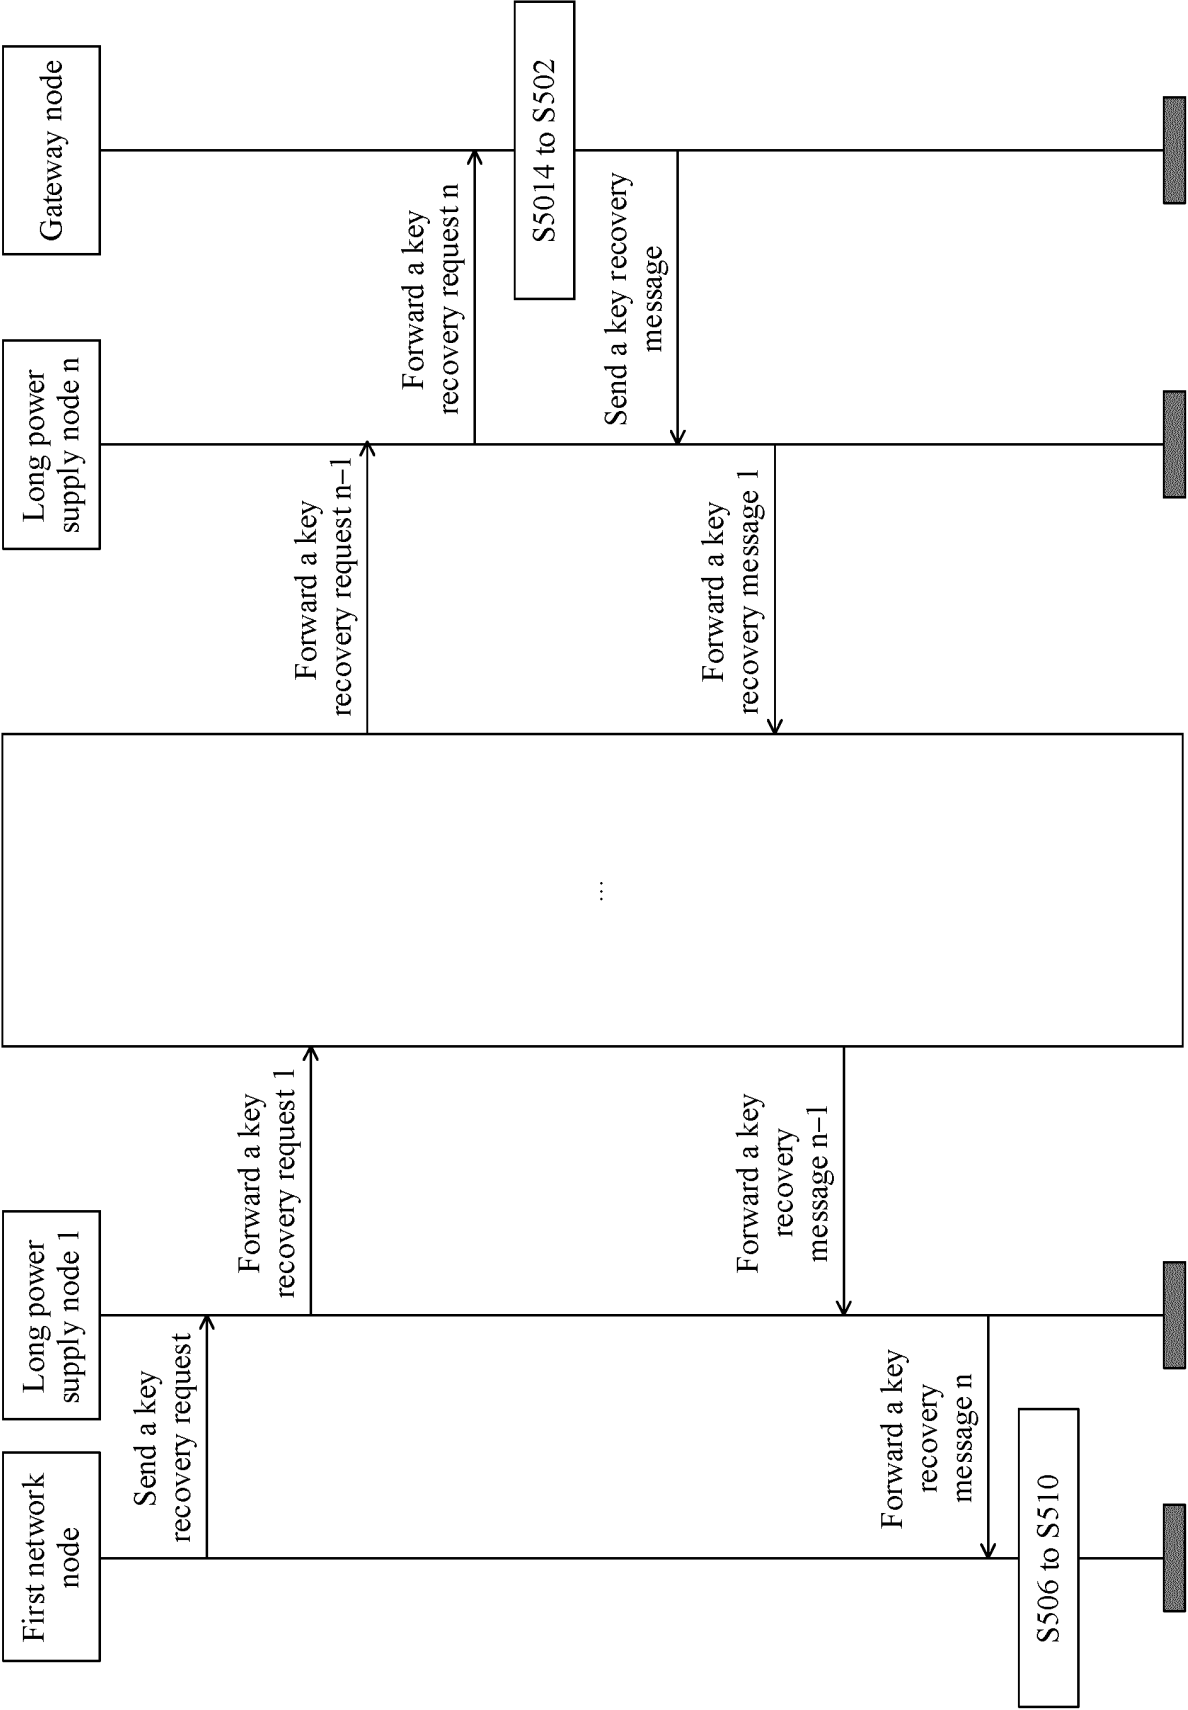 First network
node
Long power
supply node 1
Long power
supply node n
Gateway node
Send a key
recovery request
Forward a key
recovery request 1
Forward a key
recovery request n–1
Forward a key
recovery request n
S5014 to S502
Send a key recovery
message
Forward a key
recovery message 1
...
Forward a key
recovery
message n–1
Forward a key
recovery
message n
S506 to S510